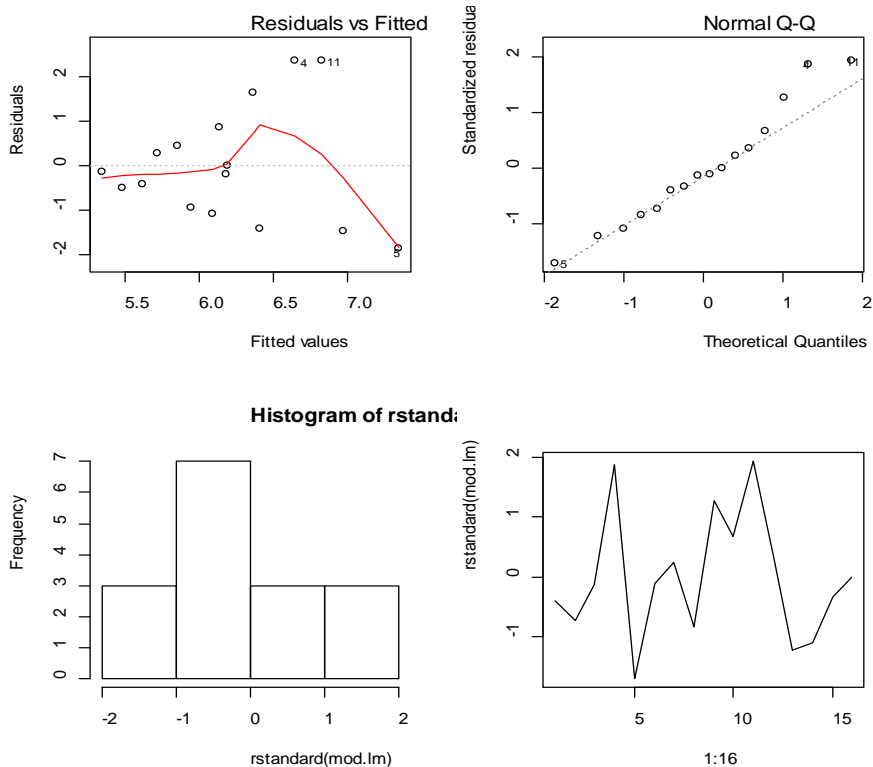 Residuals vs Fitted
Residuals
2
1
0
-1
-2
4
11
5
5.5 6.0 6.5 7.0
Fitted values
Normal Q-Q
Standardized residua
2
1
0
-1
4
11
5
-2 -1 0 1 2
Theoretical Quantiles
Histogram of rstanda
Frequency
7
6
5
4
3
2
1
0
-2 -1 0 1 2
rstandard(mod.lm)
rstandard(mod.lm)
2
1
0
-1
5 10 15
1:16